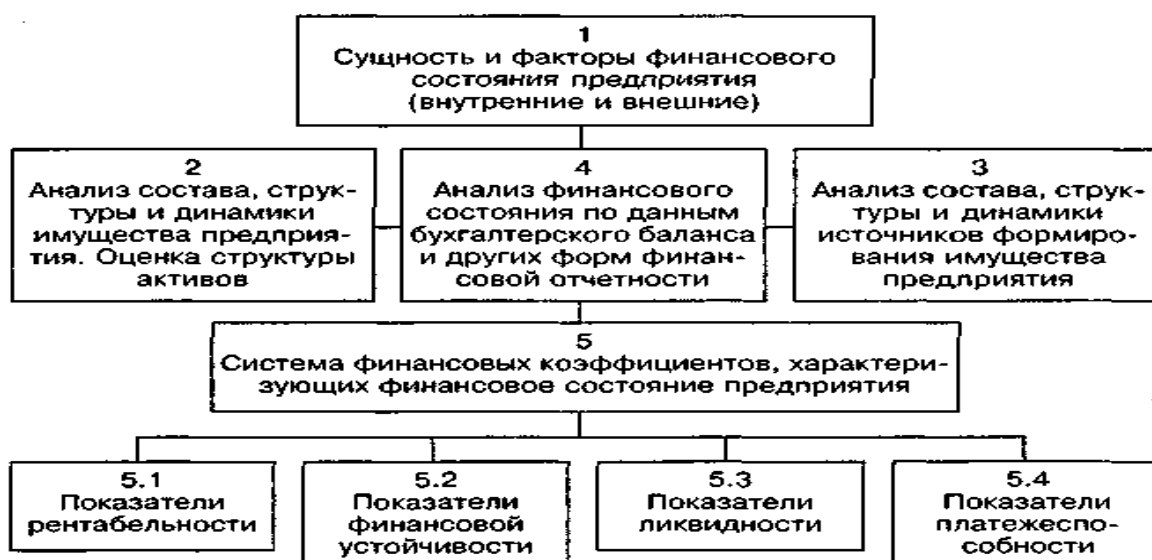 1
Сущность и факторы финансового
состояния предприятия
(внутренние и внешние)
2
Анализ состава, струк-
туры и динамики
имущества предприя-
тия. Оценка структуры
активов
4
Анализ финансового
состояния по данным
бухгалтерского баланса
и других форм финан-
совой отчетности
3
Анализ состава, струк-
туры и динамики
источников формиро-
вания имущества
предприятия
5
Система финансовых коэффициентов, характери-
зующих финансовое состояние предприятия
5.1
Показатели
рентабельности
5.2
Показатели
финансовой
устойчивости
5.3
Показатели
ликвидности
5.4
Показатели
платежеспо-
собности